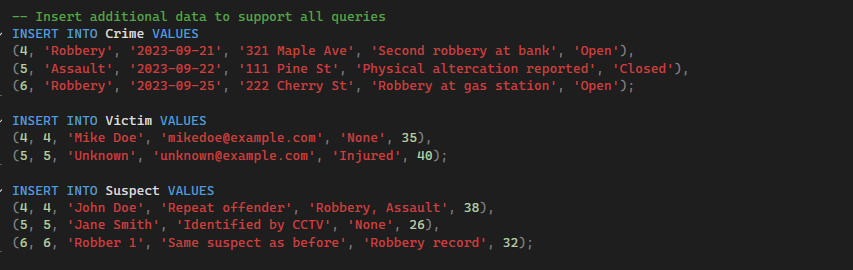 -- Insert additional data to support all queries
INSERT INTO Crime VALUES
(4, 'Robbery', '2023-09-21', '321 Maple Ave', 'Second robbery at bank', 'Open'),
(5, 'Assault', '2023-09-22', '111 Pine St', 'Physical altercation reported', 'Closed'),
(6, 'Robbery', '2023-09-25', '222 Cherry St', 'Robbery at gas station', 'Open');
INSERT INTO Victim VALUES
(4, 4, 'Mike Doe', 'mikedoe@example.com', 'None', 35),
(5, 5, 'Unknown', 'unknown@example.com', 'Injured', 40);
INSERT INTO Suspect VALUES
(4, 4, 'John Doe', 'Repeat offender', 'Robbery, Assault', 38),
(5, 5, 'Jane Smith', 'Identified by CCTV', 'None', 26),
(6, 6, 'Robber 1', 'Same suspect as before', 'Robbery record', 32);